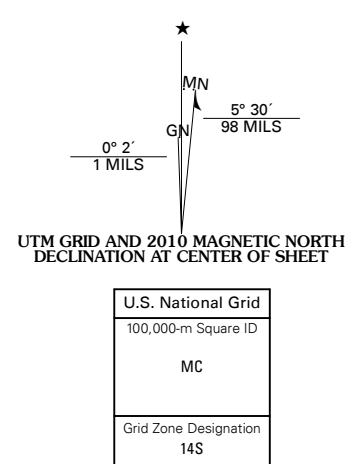 MN
GN
5° 30´
98 MILS
0° 2´
1 MILS
UTM GRID AND 2010 MAGNETIC NORTH
DECLINATION AT CENTER OF SHEET
U.S. National Grid
100,000-m Square ID
MC
Grid Zone Designation
14S